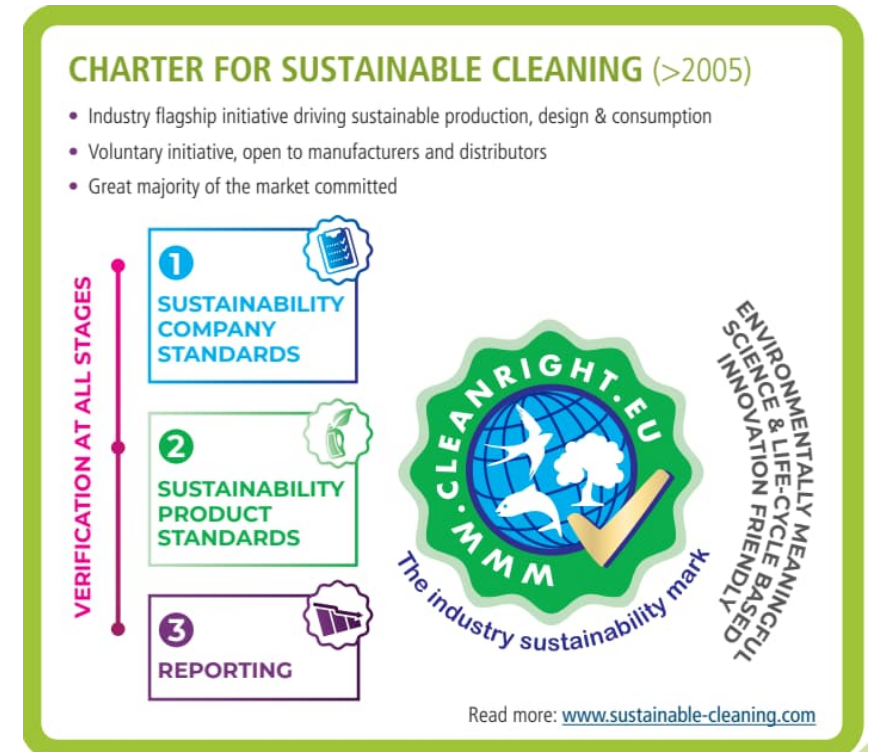 CHARTER FOR SUSTAINABLE CLEANING (>2005)
• Industry flagship initiative driving sustainable production, design & consumption
• Voluntary initiative, open to manufacturers and distributors
• Great majority of the market committed
VERIFICATION AT ALL STAGES
1
SUSTAINABILITY
COMPANY
STANDARDS
2
SUSTAINABILITY
PRODUCT
STANDARDS
3
REPORTING
WWW.CLEANRIGHT.EU
The industry sustainability mark
ENVIRONMENTALLY MEANINGFUL
SCIENCE & LIFE-CYCLE BASED
INNOVATION FRIENDLY
Read more: www.sustainable-cleaning.com